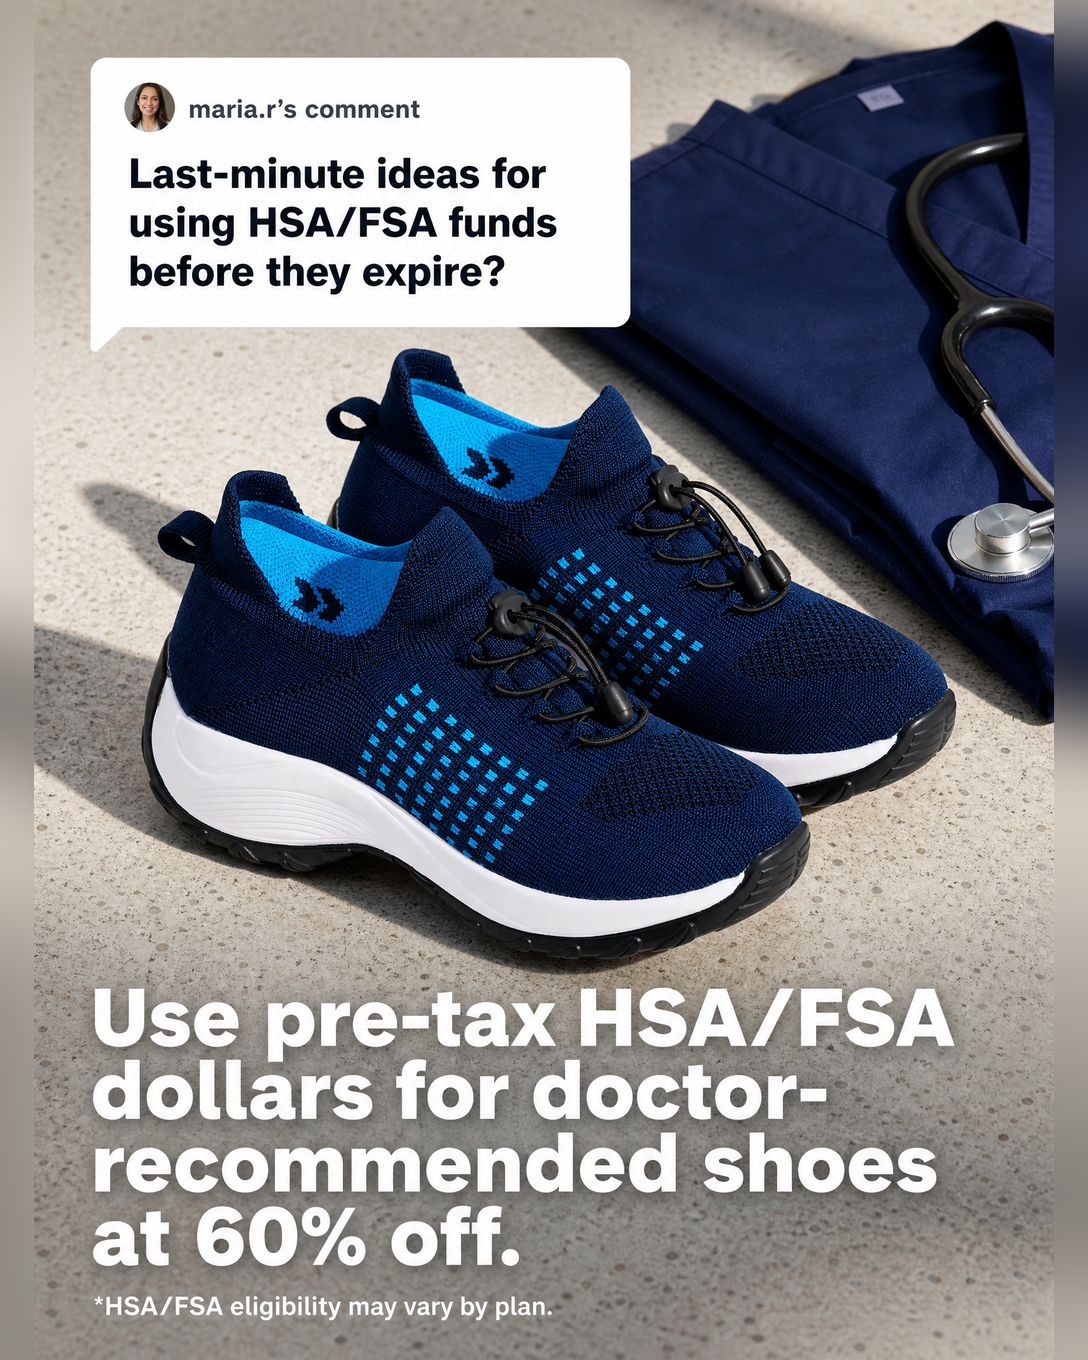 maria.r’s comment
Last-minute ideas for
using HSA/FSA funds
before they expire?
Use pre-tax HSA/FSA
dollars for doctor-
recommended shoes
at 60% off.
*HSA/FSA eligibility may vary by plan.